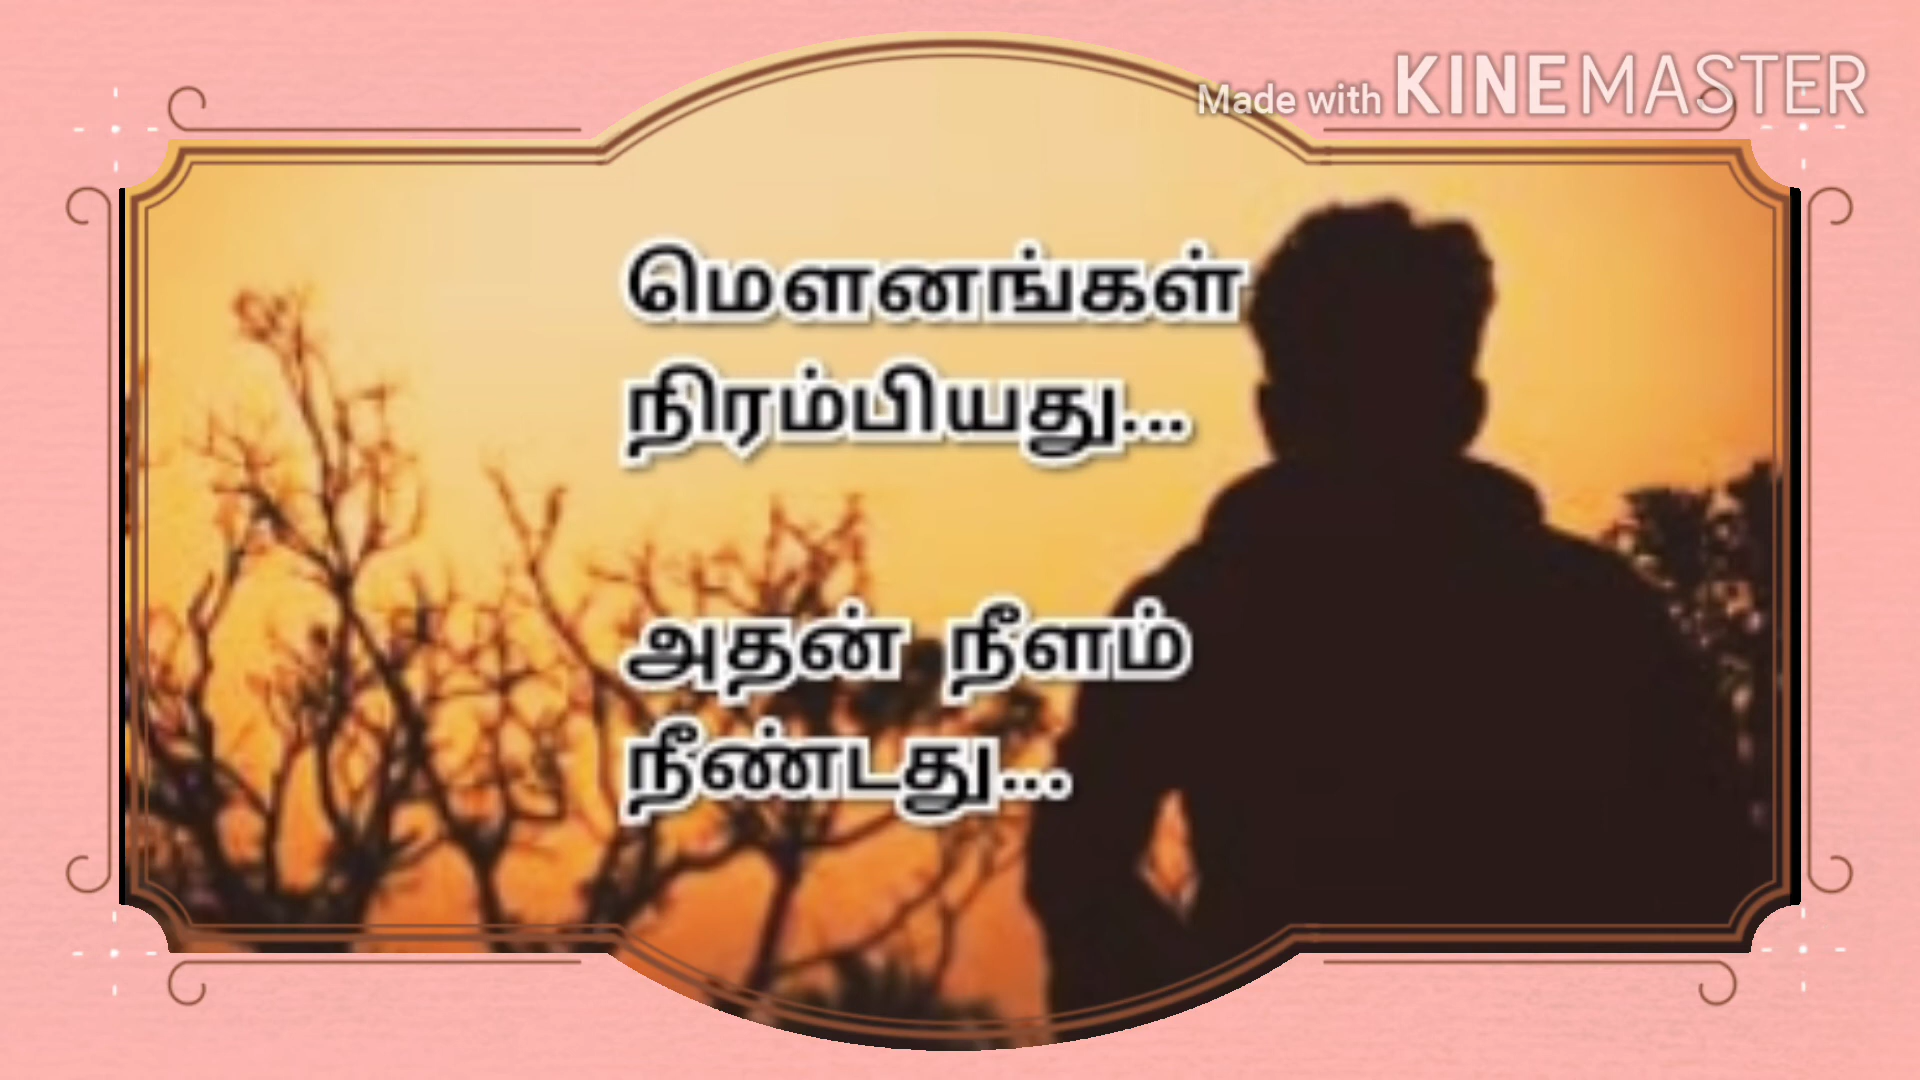 Made with KINEMASTER
மௌனங்கள்
நிரம்பியது...
அதன் நீளம்
நீண்டது...